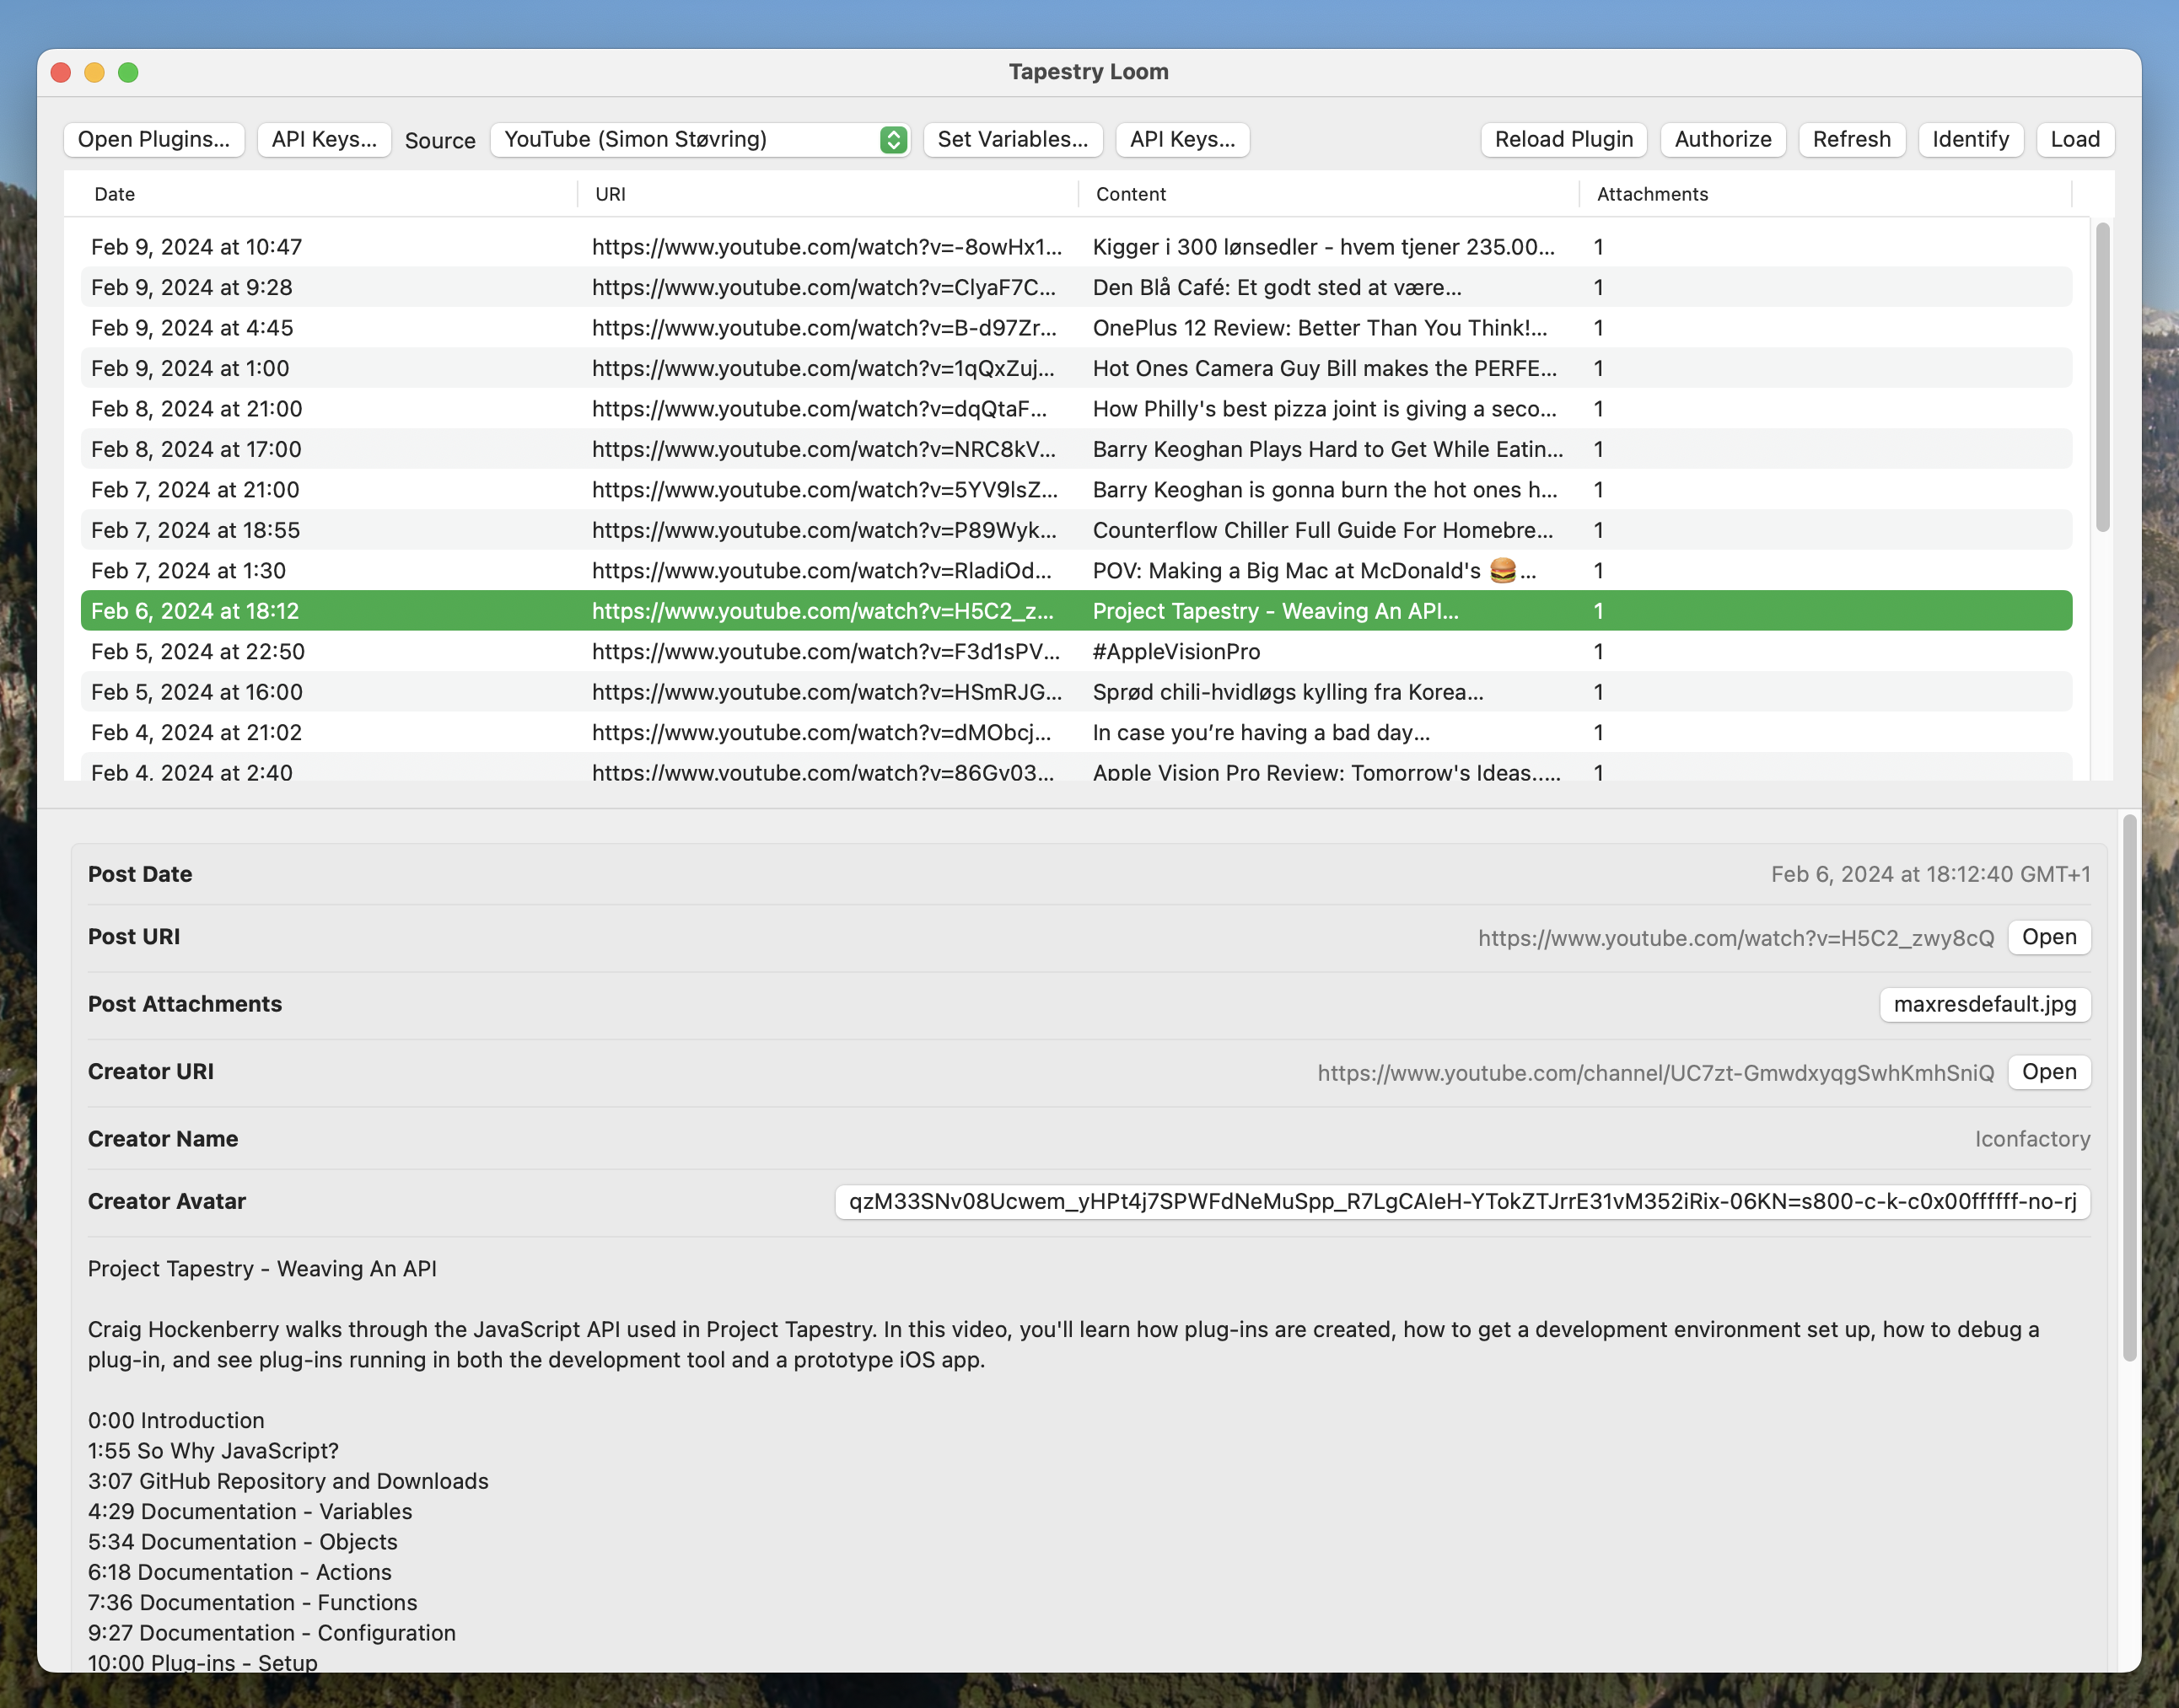 Tapestry Loom
Open Plugins... API Keys... Source YouTube (Simon Støvring) Set Variables... API Keys... Reload Plugin Authorize Refresh Identify Load
Date URI Content Attachments
Feb 9, 2024 at 10:47 https://www.youtube.com/watch?v=-8owHx1... Kigger i 300 lønsedler - hvem tjener 235.00... 1
Feb 9, 2024 at 9:28 https://www.youtube.com/watch?v=ClyaF7C... Den Blå Café: Et godt sted at være... 1
Feb 9, 2024 at 4:45 https://www.youtube.com/watch?v=B-d97Zr... OnePlus 12 Review: Better Than You Think!... 1
Feb 9, 2024 at 1:00 https://www.youtube.com/watch?v=1qQxZuj... Hot Ones Camera Guy Bill makes the PERFE... 1
Feb 8, 2024 at 21:00 https://www.youtube.com/watch?v=dqQtaF... How Philly's best pizza joint is giving a seco... 1
Feb 8, 2024 at 17:00 https://www.youtube.com/watch?v=NRC8kV... Barry Keoghan Plays Hard to Get While Eatin... 1
Feb 7, 2024 at 21:00 https://www.youtube.com/watch?v=5YV9lsZ... Barry Keoghan is gonna burn the hot ones h... 1
Feb 7, 2024 at 18:55 https://www.youtube.com/watch?v=P89Wyk... Counterflow Chiller Full Guide For Homebre... 1
Feb 7, 2024 at 1:30 https://www.youtube.com/watch?v=RladiOd... POV: Making a Big Mac at McDonald's 🍔... 1
Feb 6, 2024 at 18:12 https://www.youtube.com/watch?v=H5C2_z... Project Tapestry - Weaving An API... 1
Feb 5, 2024 at 22:50 https://www.youtube.com/watch?v=F3d1sPV... #AppleVisionPro 1
Feb 5, 2024 at 16:00 https://www.youtube.com/watch?v=HSmRJG... Sprød chili-hvidløgs kylling fra Korea... 1
Feb 4, 2024 at 21:02 https://www.youtube.com/watch?v=dMObcj... In case you’re having a bad day... 1
Feb 4, 2024 at 2:40 https://www.youtube.com/watch?v=86Gv03... Apple Vision Pro Review: Tomorrow's Ideas..... 1
Post Date Feb 6, 2024 at 18:12:40 GMT+1
Post URI https://www.youtube.com/watch?v=H5C2_zwy8cQ Open
Post Attachments maxresdefault.jpg
Creator URI https://www.youtube.com/channel/UC7zt-GmwdxyqgSwhKmhSniQ Open
Creator Name Iconfactory
Creator Avatar qzM33SNv08Ucwem_yHPt4j7SPWFdNeMuSpp_R7LgCAIeH-YTokZTJrrE31vM352iRix-06KN=s800-c-k-c0x00ffffff-no-rj
Project Tapestry - Weaving An API
Craig Hockenberry walks through the JavaScript API used in Project Tapestry. In this video, you'll learn how plug-ins are created, how to get a development environment set up, how to debug a
plug-in, and see plug-ins running in both the development tool and a prototype iOS app.
0:00 Introduction
1:55 So Why JavaScript?
3:07 GitHub Repository and Downloads
4:29 Documentation - Variables
5:34 Documentation - Objects
6:18 Documentation - Actions
7:36 Documentation - Functions
9:27 Documentation - Configuration
10:00 Plug-ins - Setup